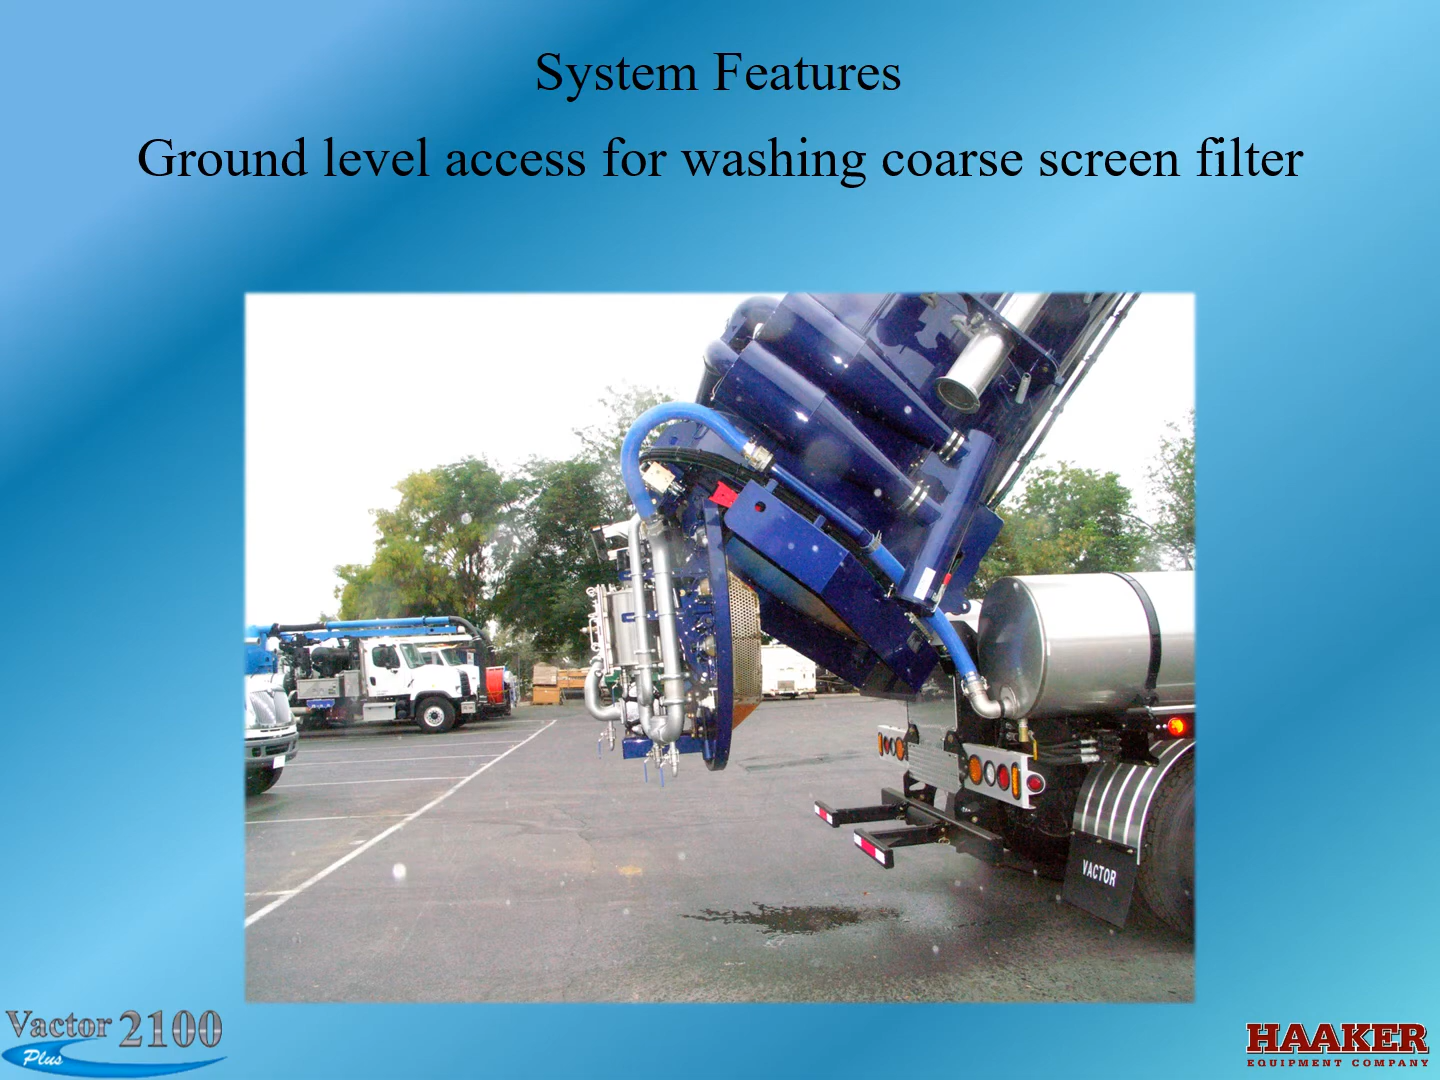 System Features
Ground level access for washing coarse screen filter
VACTOR
Vactor 2100
Plus
HAAKER
EQUIPMENT COMPANY